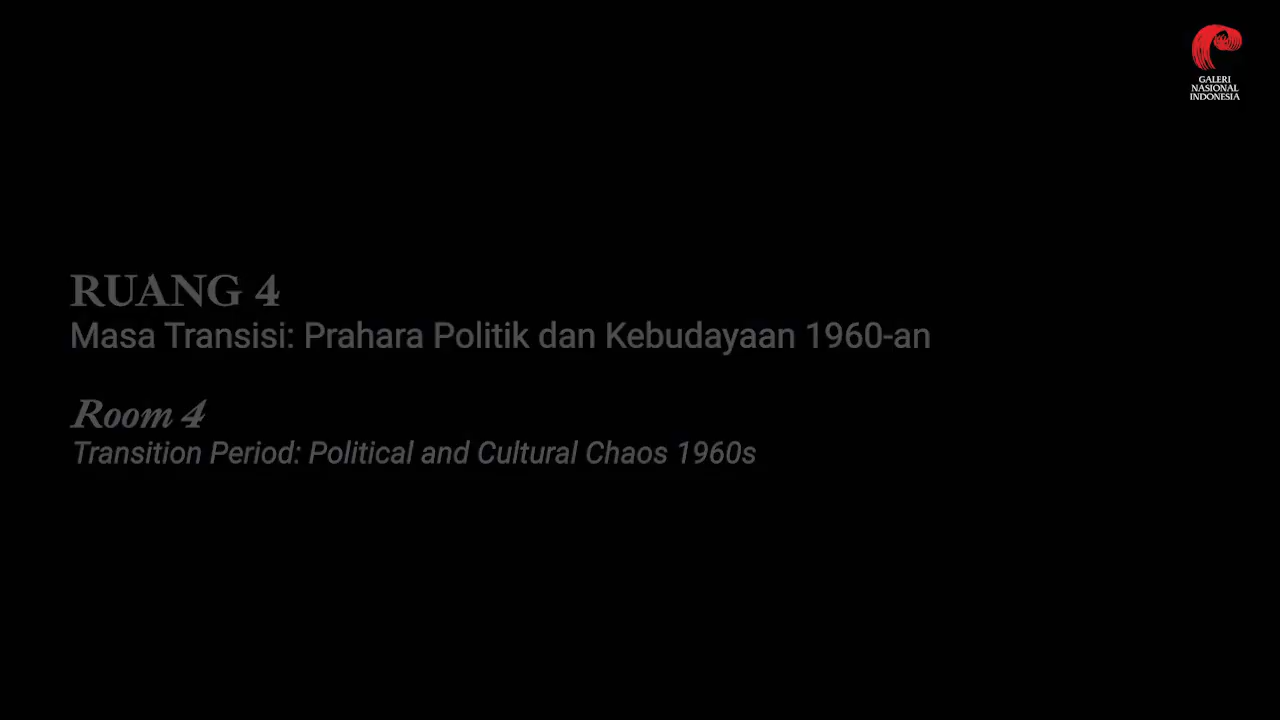 GALERI
NASIONAL
INDONESIA
RUANG 4
Masa Transisi: Prahara Politik dan Kebudayaan 1960-an
Room 4
Transition Period: Political and Cultural Chaos 1960s